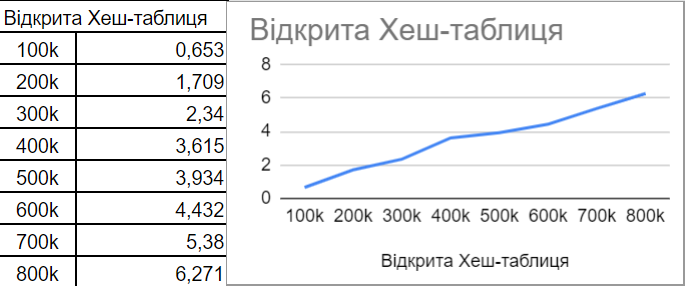 Відкрита Хеш-таблиця
100k 0,653
200k 1,709
300k 2,34
400k 3,615
500k 3,934
600k 4,432
700k 5,38
800k 6,271
Відкрита Хеш-таблиця
8
6
4
2
0
100k 200k 300k 400k 500k 600k 700k 800k
Відкрита Хеш-таблиця